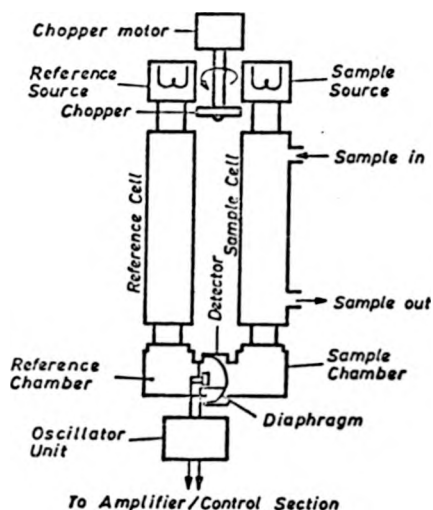 Chopper motor
Reference
Source
Sample
Source
Chopper
Reference Cell
Sample Cell
Sample in
Detector
Sample out
Reference
Chamber
Sample
Chamber
Diaphragm
Oscillator
Unit
To Amplifier/Control Section